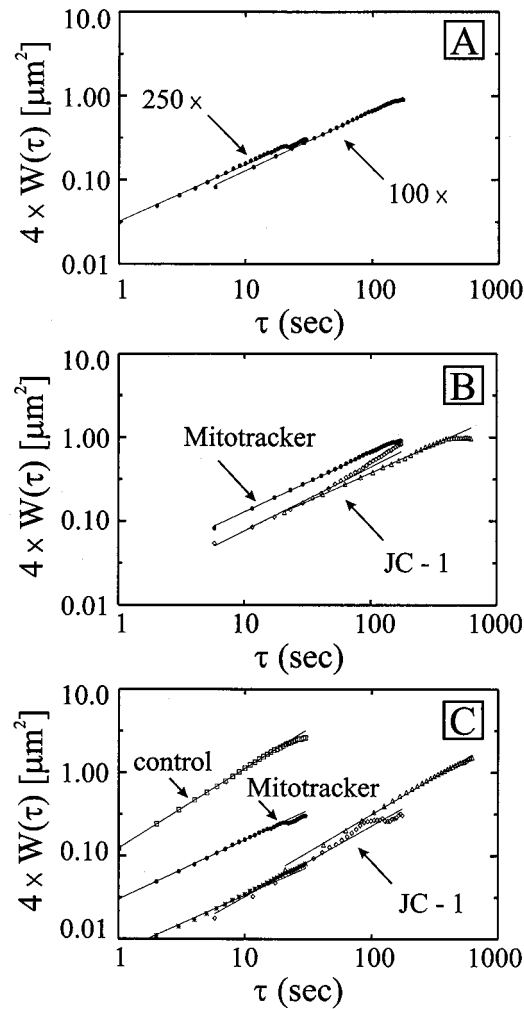 A
10.0
1.00
0.10
0.01
4 × W(τ) [μm²]
250 ×
100 ×
1
10
100
1000
τ (sec)
B
10.0
1.00
0.10
0.01
4 × W(τ) [μm²]
Mitotracker
JC - 1
1
10
100
1000
τ (sec)
C
10.0
1.00
0.10
0.01
4 × W(τ) [μm²]
control
Mitotracker
JC - 1
1
10
100
1000
τ (sec)